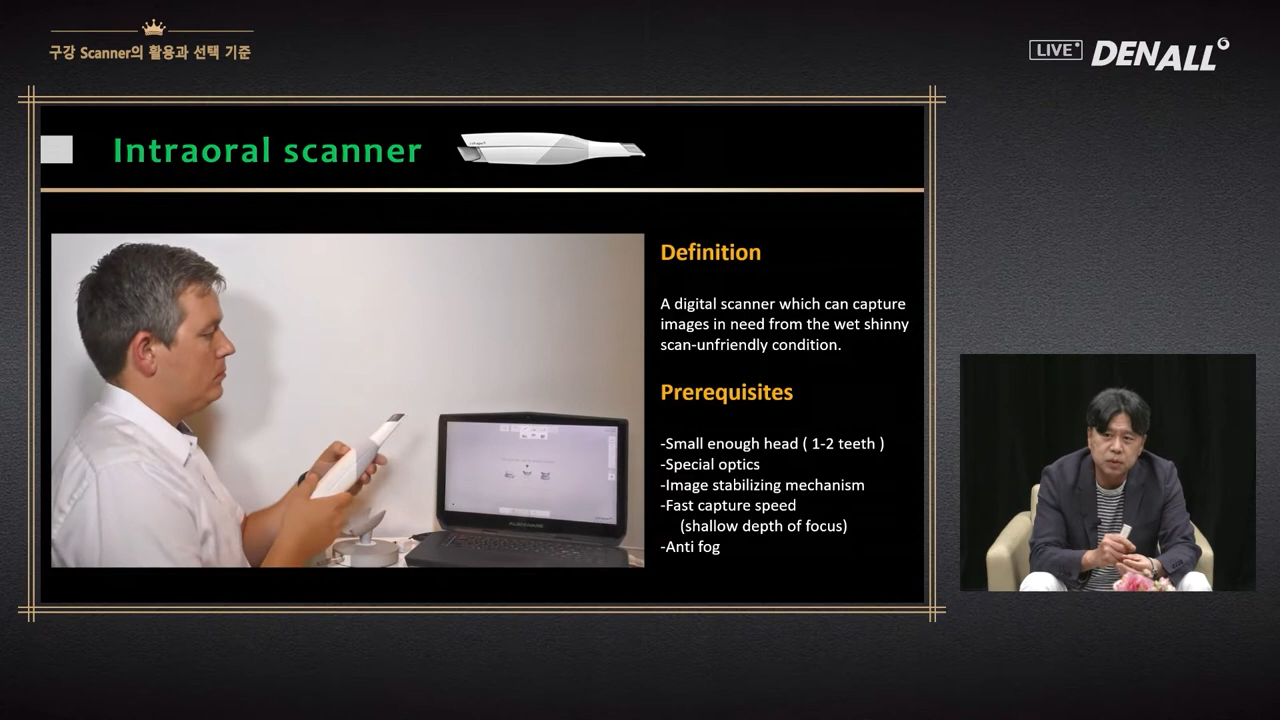 구강 Scanner의 활용과 선택 기준
LIVE
DENALL
Intraoral scanner
Definition
A digital scanner which can capture
images in need from the wet shinny
scan-unfriendly condition.
Prerequisites
-Small enough head ( 1-2 teeth )
-Special optics
-Image stabilizing mechanism
-Fast capture speed
(shallow depth of focus)
-Anti fog
ALIENWARE